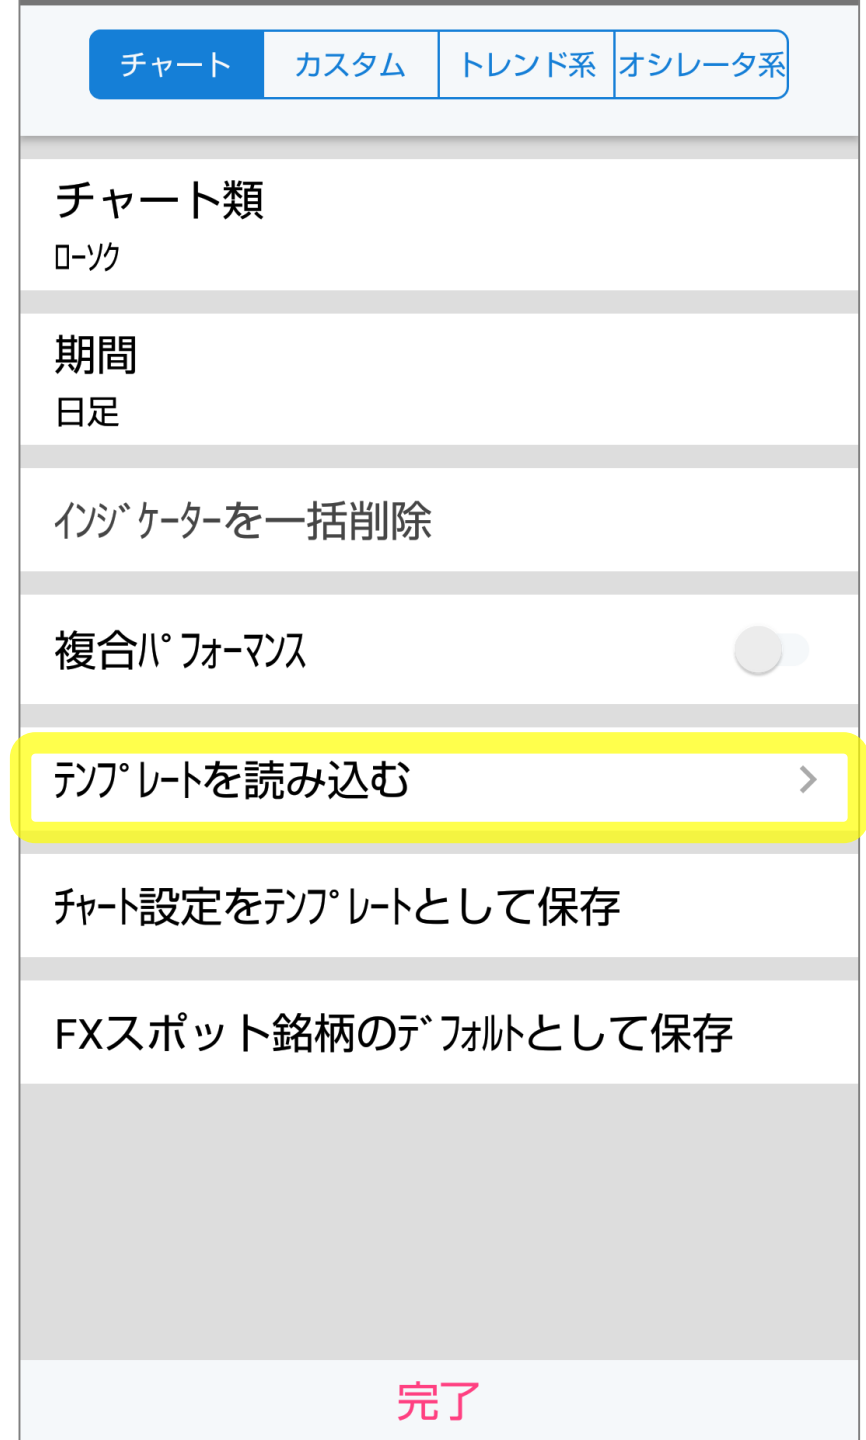 チャート
カスタム
トレンド系
オシレータ系
チャート類
ﾛｰｿｸ
期間
日足
ｲﾝｼﾞｹｰﾀｰを一括削除
複合ﾊﾟﾌｫｰﾏﾝｽ
ﾃﾝﾌﾟﾚｰﾄを読み込む
ﾁｬｰﾄ設定をﾃﾝﾌﾟﾚｰﾄとして保存
FXスポット銘柄のﾃﾞﾌｫﾙﾄとして保存
完了